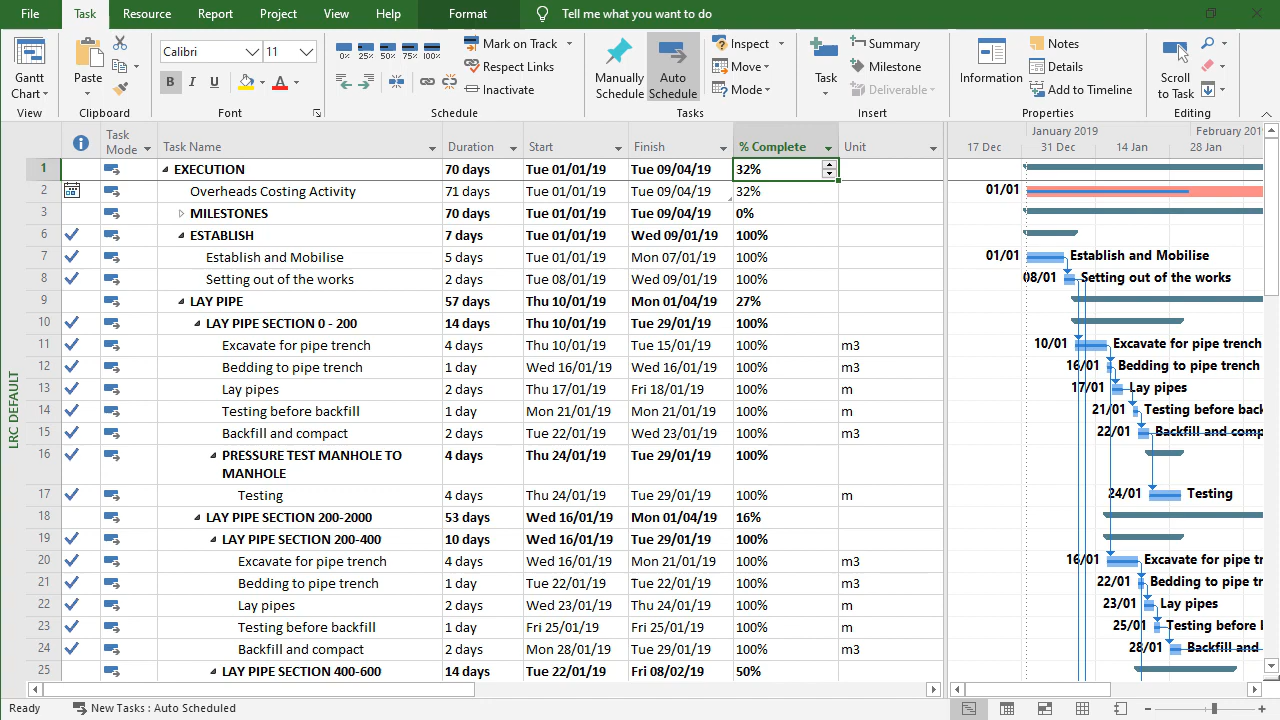 File Task Resource Report Project View Help Format Tell me what you want to do
Gantt Chart Paste Calibri 11 B I U A 0% 25% 50% 75% 100% Mark on Track Respect Links Inactivate Manually Schedule Auto Schedule Inspect Move Mode Task Summary Milestone Deliverable Information Notes Details Add to Timeline Scroll to Task
View Clipboard Font Schedule Tasks Insert Properties Editing
Task Mode Task Name Duration Start Finish % Complete Unit
January 2019 February 201
17 Dec 31 Dec 14 Jan 28 Jan
1 EXECUTION 70 days Tue 01/01/19 Tue 09/04/19 32%
2 Overheads Costing Activity 71 days Tue 01/01/19 Tue 09/04/19 32% 01/01
3 MILESTONES 70 days Tue 01/01/19 Tue 09/04/19 0%
6 ESTABLISH 7 days Tue 01/01/19 Wed 09/01/19 100%
7 Establish and Mobilise 5 days Tue 01/01/19 Mon 07/01/19 100% 01/01 Establish and Mobilise
8 Setting out of the works 2 days Tue 08/01/19 Wed 09/01/19 100% 08/01 Setting out of the works
9 LAY PIPE 57 days Thu 10/01/19 Mon 01/04/19 27%
10 LAY PIPE SECTION 0 - 200 14 days Thu 10/01/19 Tue 29/01/19 100%
11 Excavate for pipe trench 4 days Thu 10/01/19 Tue 15/01/19 100% m3 10/01 Excavate for pipe trench
12 Bedding to pipe trench 1 day Wed 16/01/19 Wed 16/01/19 100% m3 16/01 Bedding to pipe trench
13 Lay pipes 2 days Thu 17/01/19 Fri 18/01/19 100% m 17/01 Lay pipes
14 Testing before backfill 1 day Mon 21/01/19 Mon 21/01/19 100% m 21/01 Testing before back
15 Backfill and compact 2 days Tue 22/01/19 Wed 23/01/19 100% m3 22/01 Backfill and comp
16 PRESSURE TEST MANHOLE TO MANHOLE 4 days Thu 24/01/19 Tue 29/01/19 100%
17 Testing 4 days Thu 24/01/19 Tue 29/01/19 100% m 24/01 Testing
18 LAY PIPE SECTION 200-2000 53 days Wed 16/01/19 Mon 01/04/19 16%
19 LAY PIPE SECTION 200-400 10 days Wed 16/01/19 Tue 29/01/19 100%
20 Excavate for pipe trench 4 days Wed 16/01/19 Mon 21/01/19 100% m3 16/01 Excavate for pipe tr
21 Bedding to pipe trench 1 day Tue 22/01/19 Tue 22/01/19 100% m3 22/01 Bedding to pipe tr
22 Lay pipes 2 days Wed 23/01/19 Thu 24/01/19 100% m 23/01 Lay pipes
23 Testing before backfill 1 day Fri 25/01/19 Fri 25/01/19 100% m 25/01 Testing before
24 Backfill and compact 2 days Mon 28/01/19 Tue 29/01/19 100% m3 28/01 Backfill and
25 LAY PIPE SECTION 400-600 14 days Tue 22/01/19 Fri 08/02/19 50%
LRC DEFAULT
Ready New Tasks : Auto Scheduled